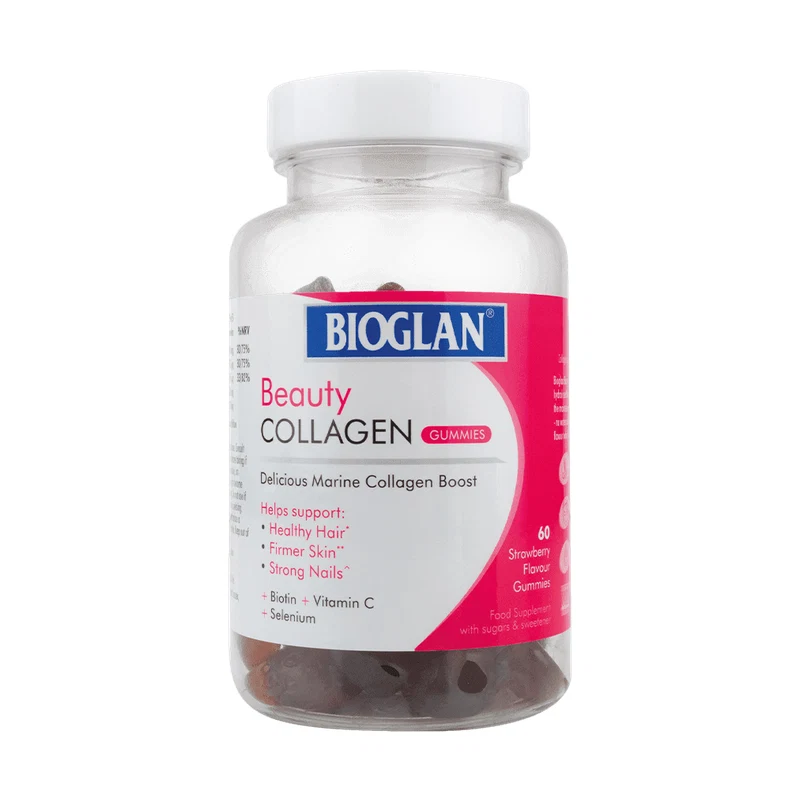 BIOGLAN®
Beauty
COLLAGEN GUMMIES
Delicious Marine Collagen Boost
Helps support:
• Healthy Hair*
• Firmer Skin**
• Strong Nails^
+ Biotin + Vitamin C
+ Selenium
60
Strawberry
Flavour
Gummies
Food Supplement
with sugars & sweetener
%NRV